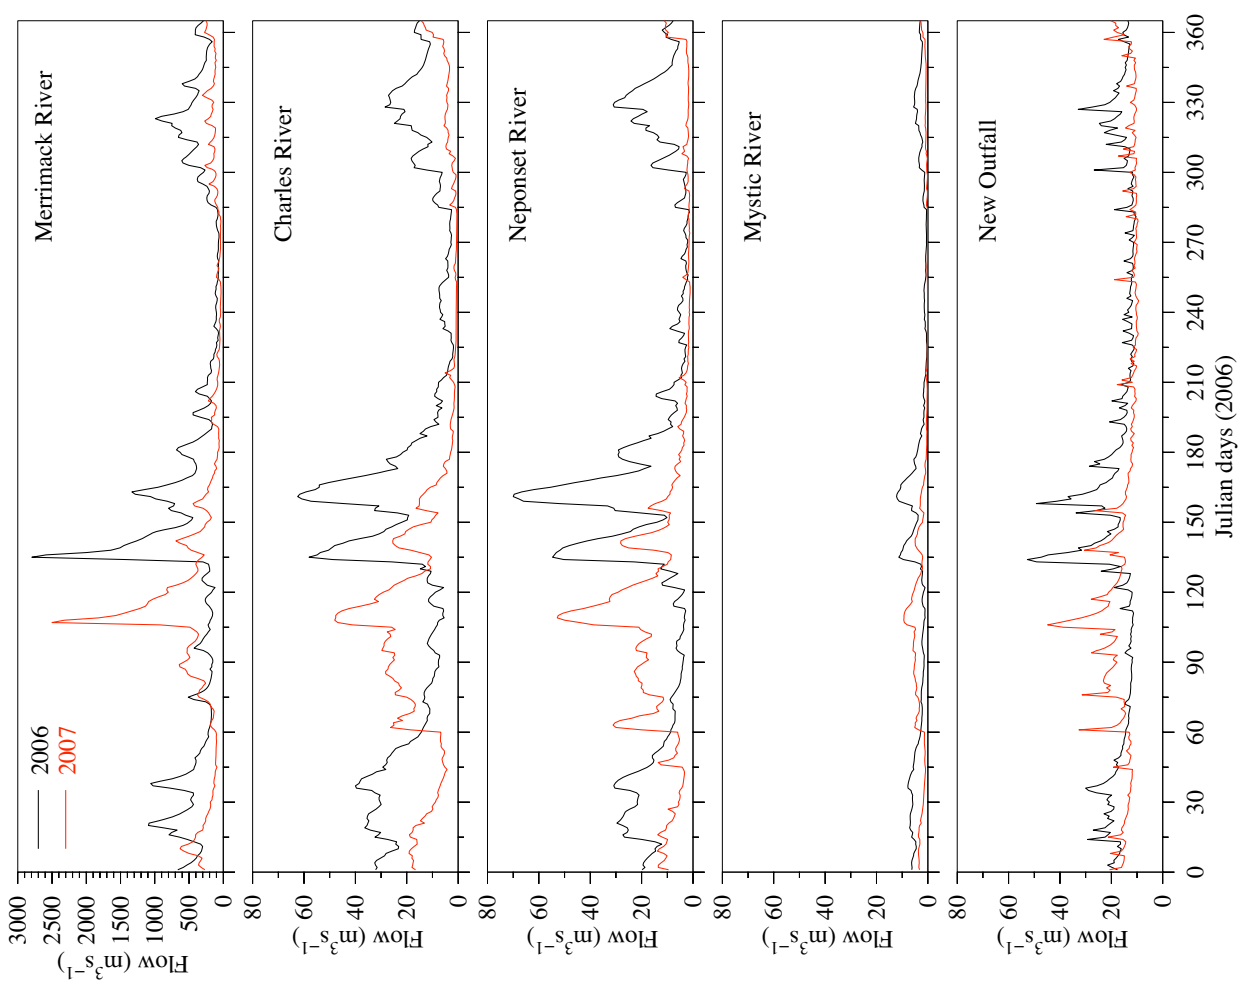 Merrimack River
2006
2007
3000
2500
2000
1500
1000
500
0
Flow (m³s⁻¹)
Charles River
80
60
40
20
0
Flow (m³s⁻¹)
Neponset River
80
60
40
20
0
Flow (m³s⁻¹)
Mystic River
80
60
40
20
0
Flow (m³s⁻¹)
New Outfall
80
60
40
20
0
Flow (m³s⁻¹)
0 30 60 90 120 150 180 210 240 270 300 330 360
Julian days (2006)